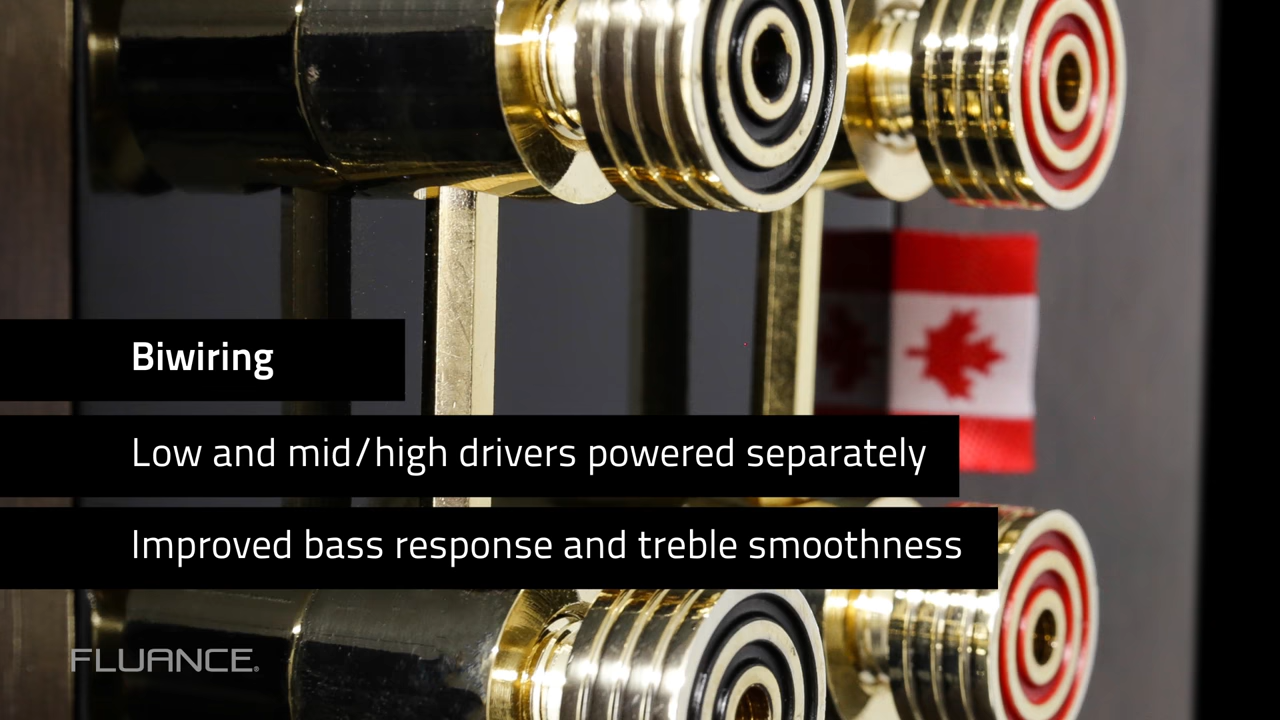 Biwiring
Low and mid/high drivers powered separately
Improved bass response and treble smoothness
FLUANCE®